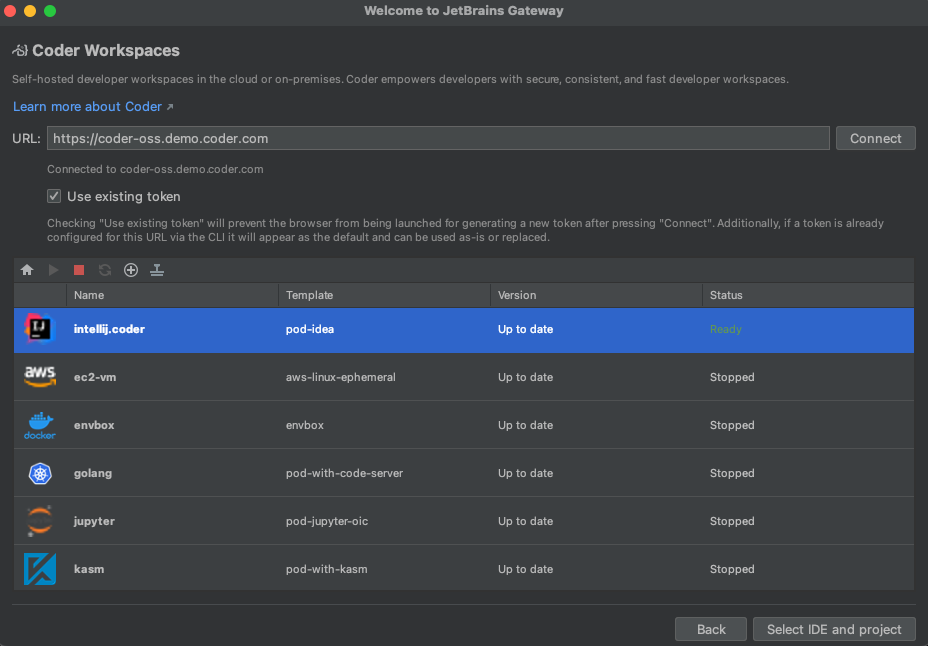 Welcome to JetBrains Gateway
Coder Workspaces
Self-hosted developer workspaces in the cloud or on-premises. Coder empowers developers with secure, consistent, and fast developer workspaces.
Learn more about Coder ↗
URL: https://coder-oss.demo.coder.com Connect
Connected to coder-oss.demo.coder.com
Use existing token
Checking "Use existing token" will prevent the browser from being launched for generating a new token after pressing "Connect". Additionally, if a token is already
configured for this URL via the CLI it will appear as the default and can be used as-is or replaced.
Name Template Version Status
IJ intellij.coder pod-idea Up to date Ready
aws ec2-vm aws-linux-ephemeral Up to date Stopped
docker envbox envbox Up to date Stopped
golang pod-with-code-server Up to date Stopped
jupyter pod-jupyter-oic Up to date Stopped
kasm pod-with-kasm Up to date Stopped
Back Select IDE and project